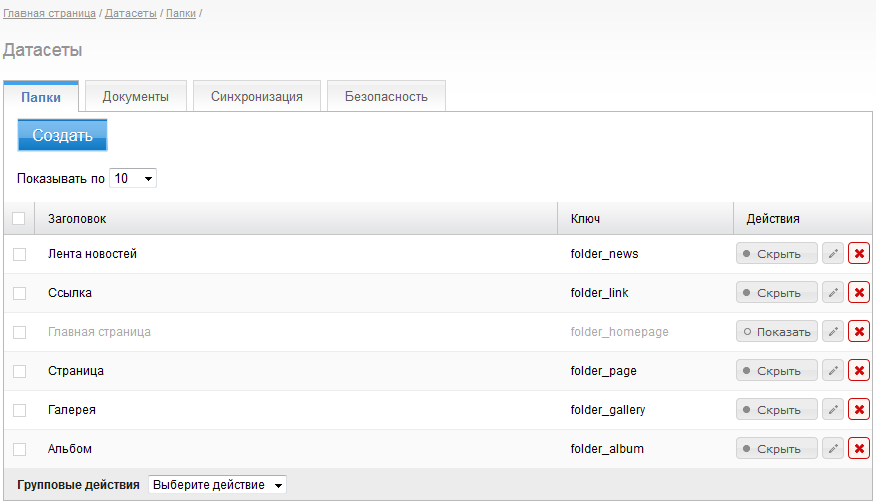 Главная страница / Датасеты / Папки /
Датасеты
Папки Документы Синхронизация Безопасность
Создать
Показывать по 10
Заголовок Ключ Действия
Лента новостей folder_news Скрыть
Ссылка folder_link Скрыть
Главная страница folder_homepage Показать
Страница folder_page Скрыть
Галерея folder_gallery Скрыть
Альбом folder_album Скрыть
Групповые действия Выберите действие